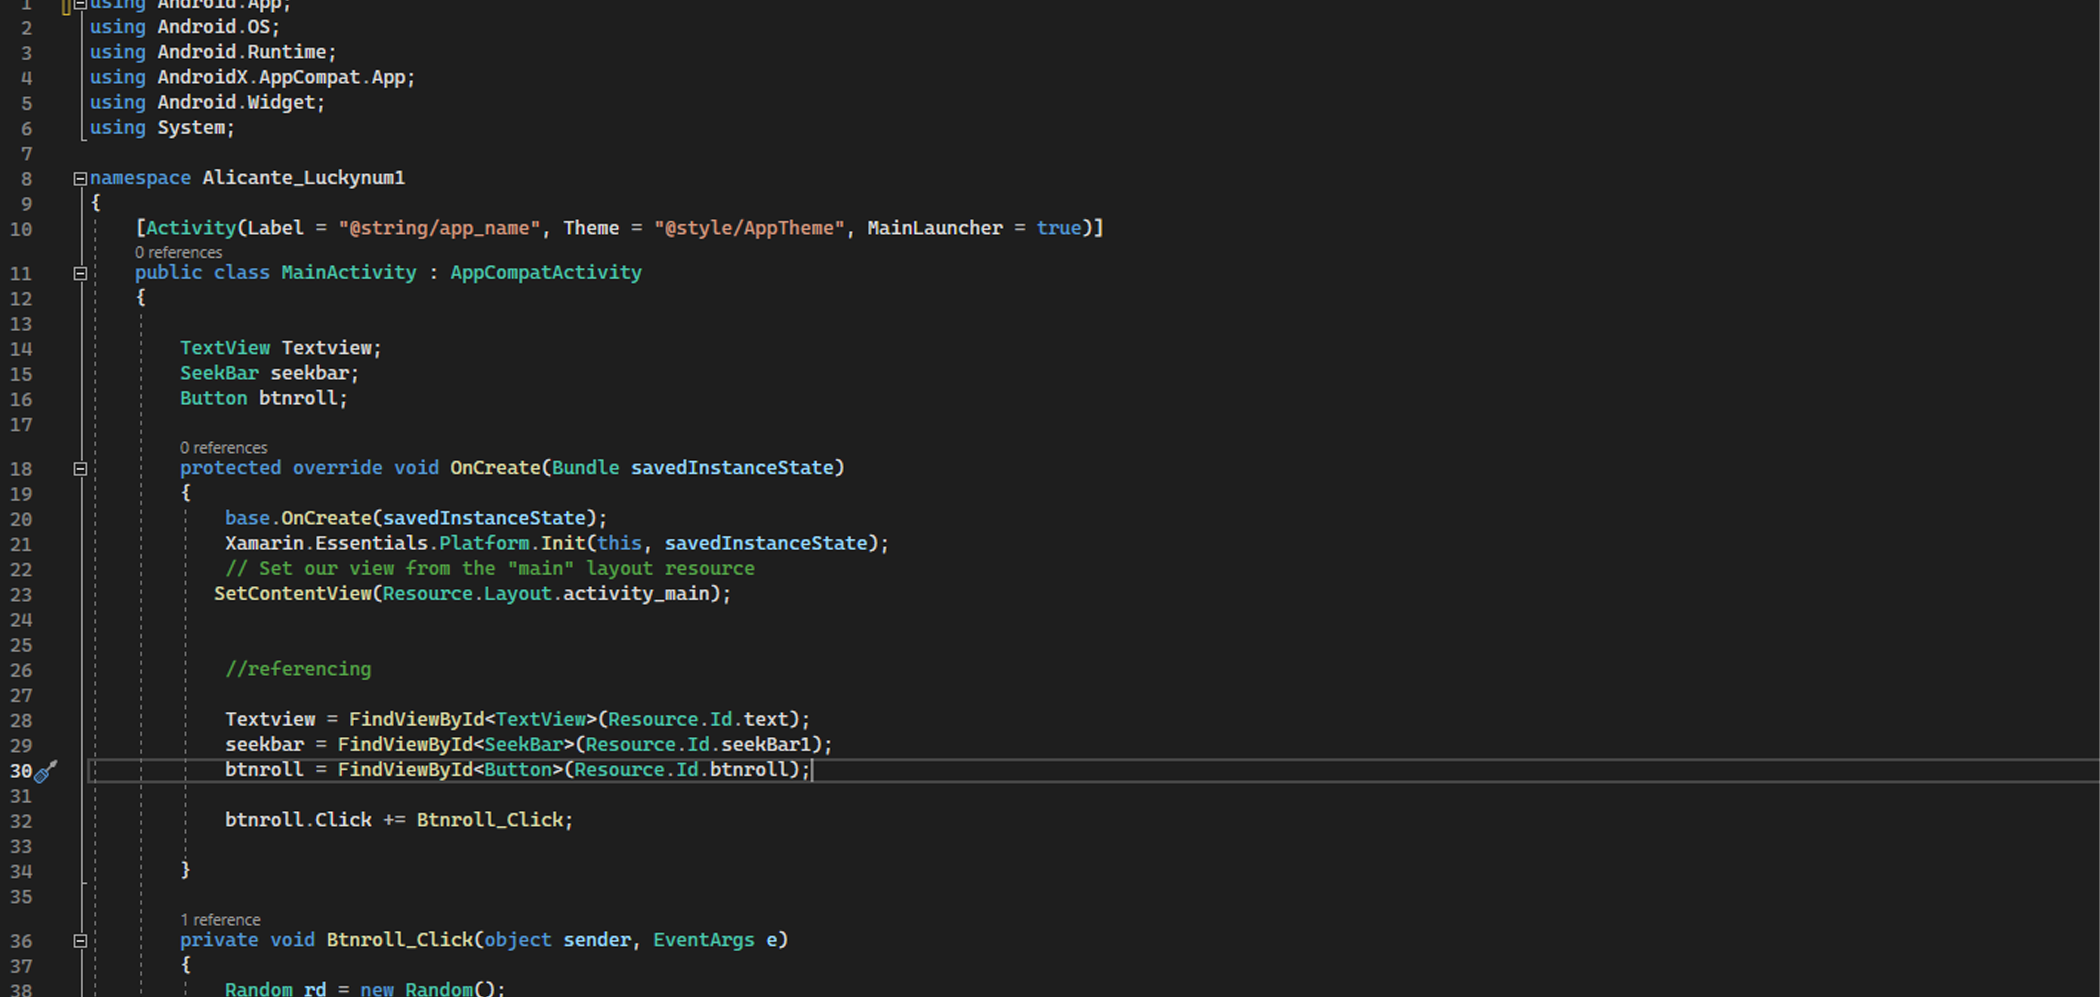 1 using Android.App;
2 using Android.OS;
3 using Android.Runtime;
4 using AndroidX.AppCompat.App;
5 using Android.Widget;
6 using System;
7
8 namespace Alicante_Luckynum1
9 {
10 [Activity(Label = "@string/app_name", Theme = "@style/AppTheme", MainLauncher = true)]
0 references
11 public class MainActivity : AppCompatActivity
12 {
13
14 TextView Textview;
15 SeekBar seekbar;
16 Button btnroll;
17
0 references
18 protected override void OnCreate(Bundle savedInstanceState)
19 {
20 base.OnCreate(savedInstanceState);
21 Xamarin.Essentials.Platform.Init(this, savedInstanceState);
22 // Set our view from the "main" layout resource
23 SetContentView(Resource.Layout.activity_main);
24
25
26 //referencing
27
28 Textview = FindViewById<TextView>(Resource.Id.text);
29 seekbar = FindViewById<SeekBar>(Resource.Id.seekBar1);
30 btnroll = FindViewById<Button>(Resource.Id.btnroll);
31
32 btnroll.Click += Btnroll_Click;
33
34 }
35
1 reference
36 private void Btnroll_Click(object sender, EventArgs e)
37 {
38 Random rd = new Random();